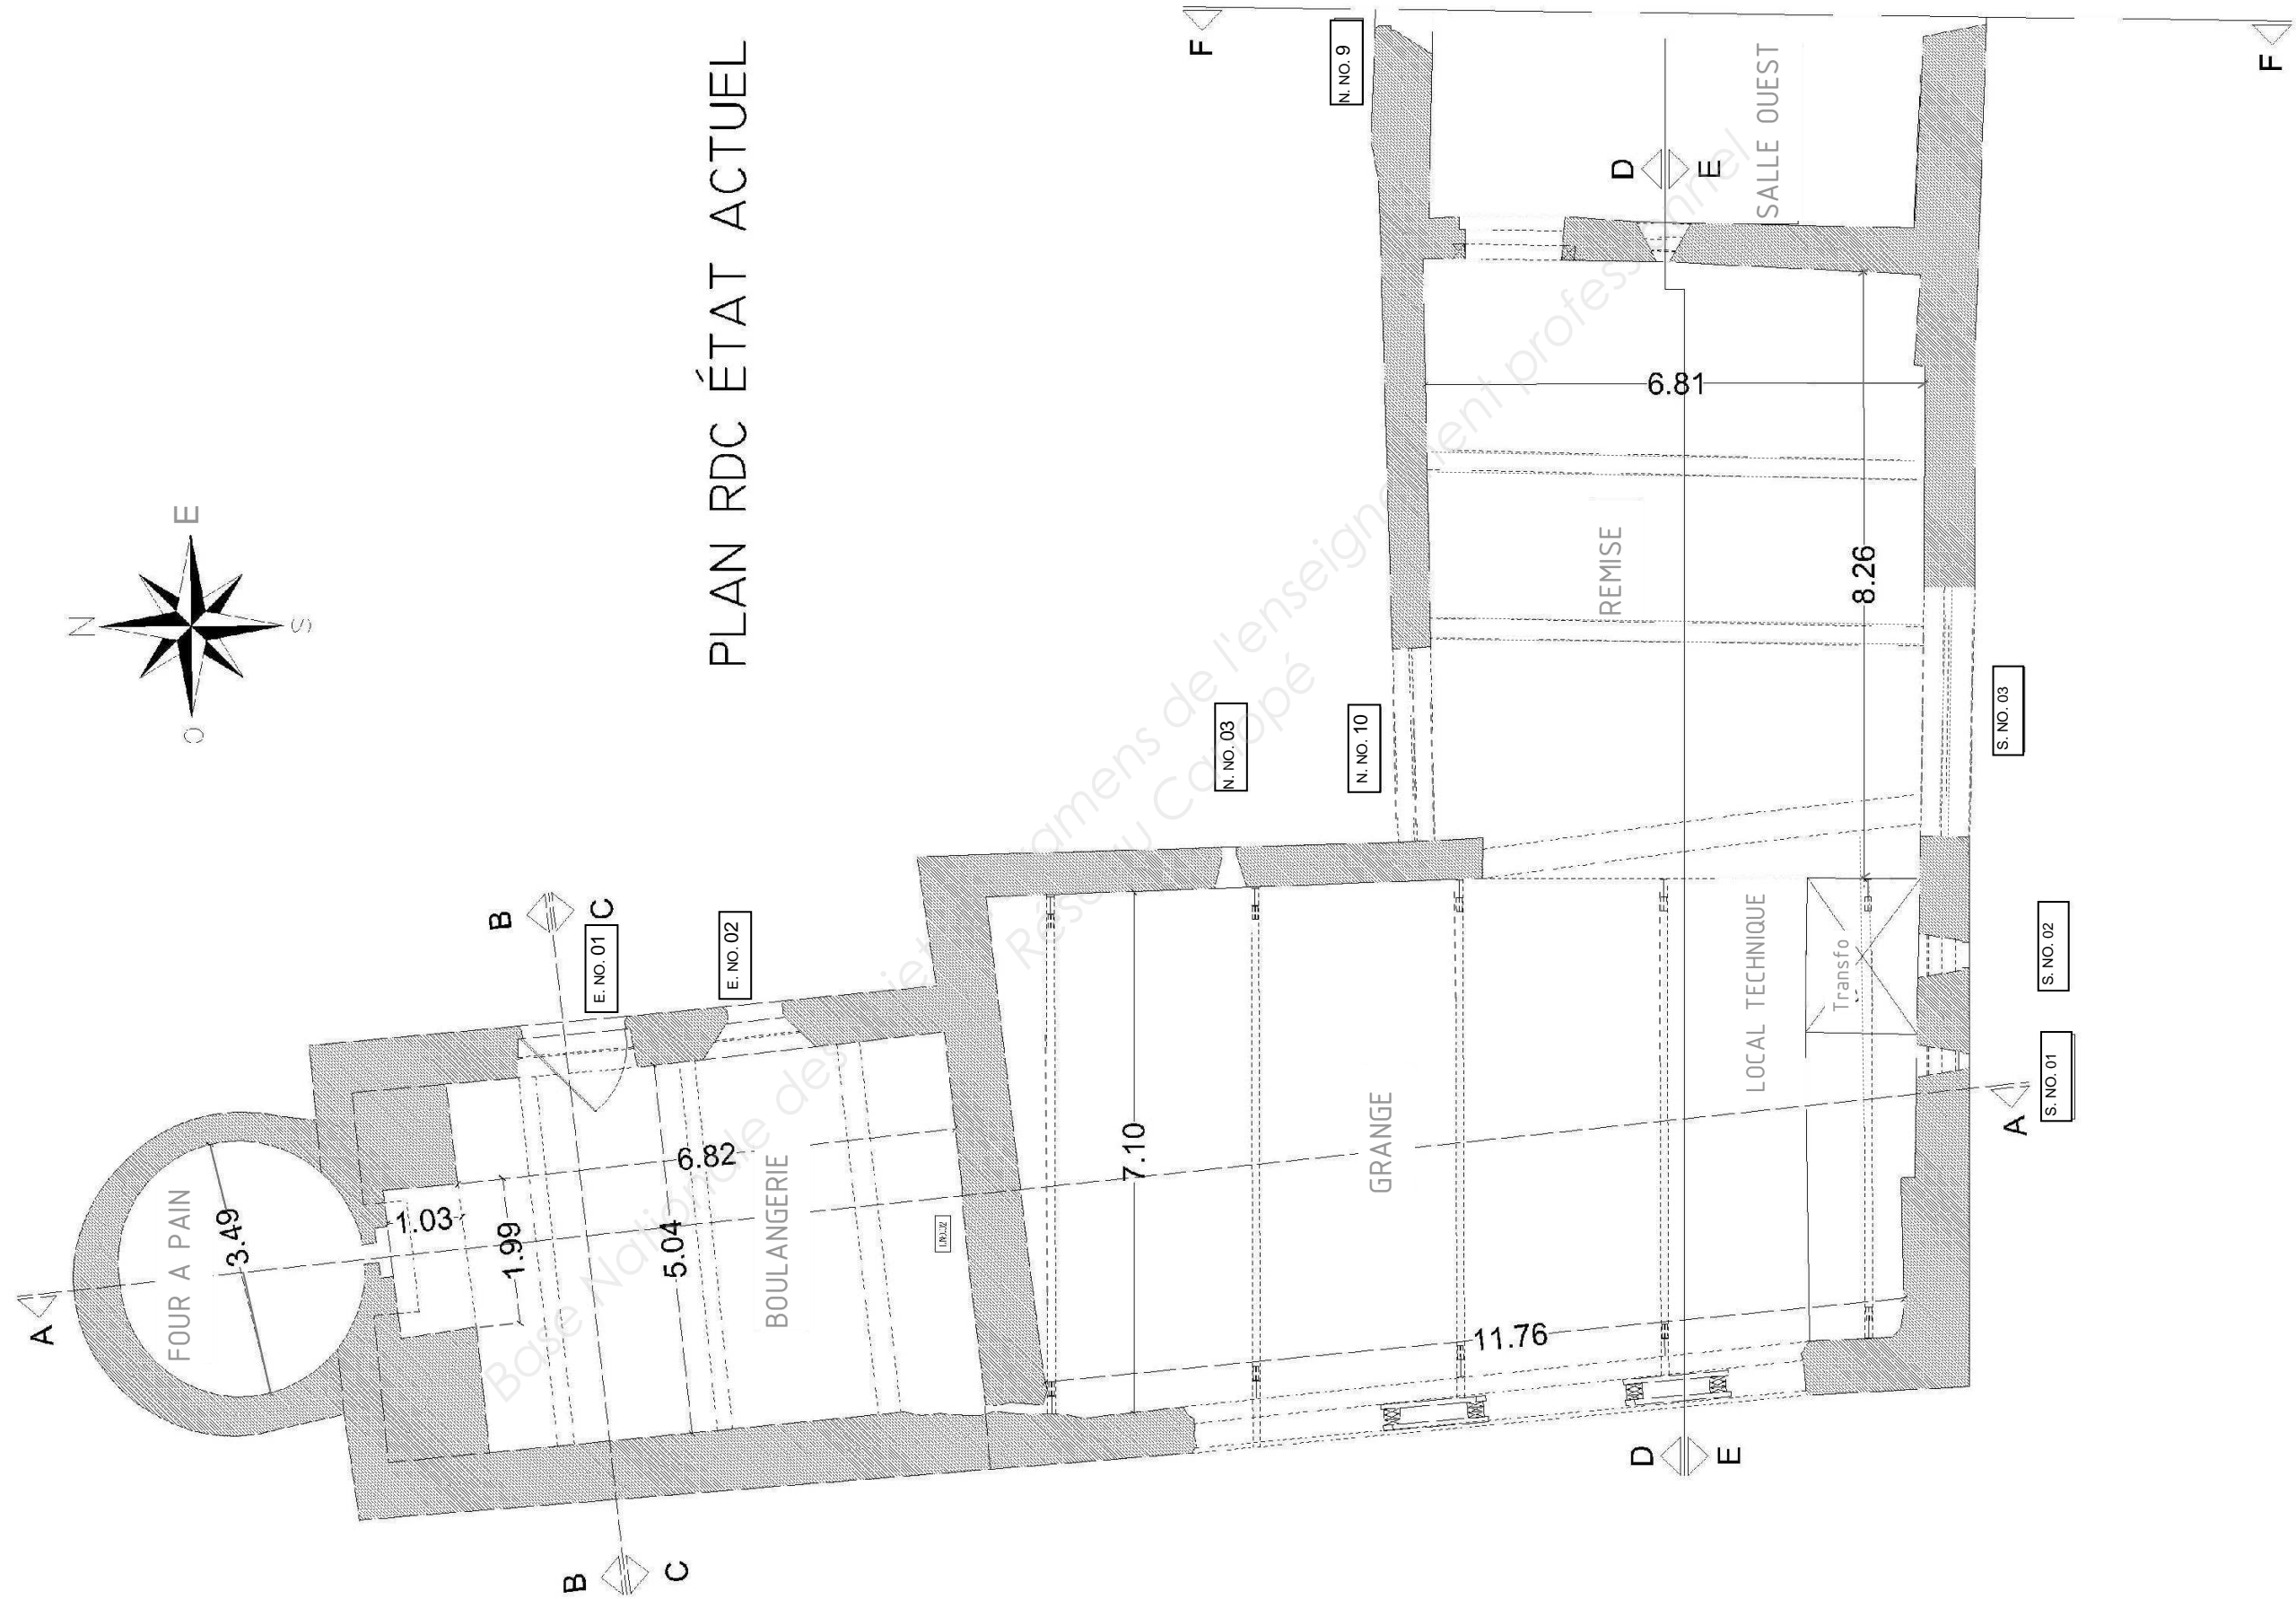 PLAN RDC ÉTAT ACTUEL
N
E
S
O
F
F
N. NO. 9
D
E
SALLE OUEST
6.81
REMISE
8.26
N. NO. 03
N. NO. 10
S. NO. 03
B
C
E. NO. 01
E. NO. 02
LOCAL TECHNIQUE
Transfo
S. NO. 02
S. NO. 01
A
A
FOUR A PAIN
3.49
1.03
1.99
6.82
5.04
BOULANGERIE
7.10
GRANGE
11.76
D
E
B
C
Base Nationale des Sujets d'Examens de l'enseignement professionnel
Réseau Canopé